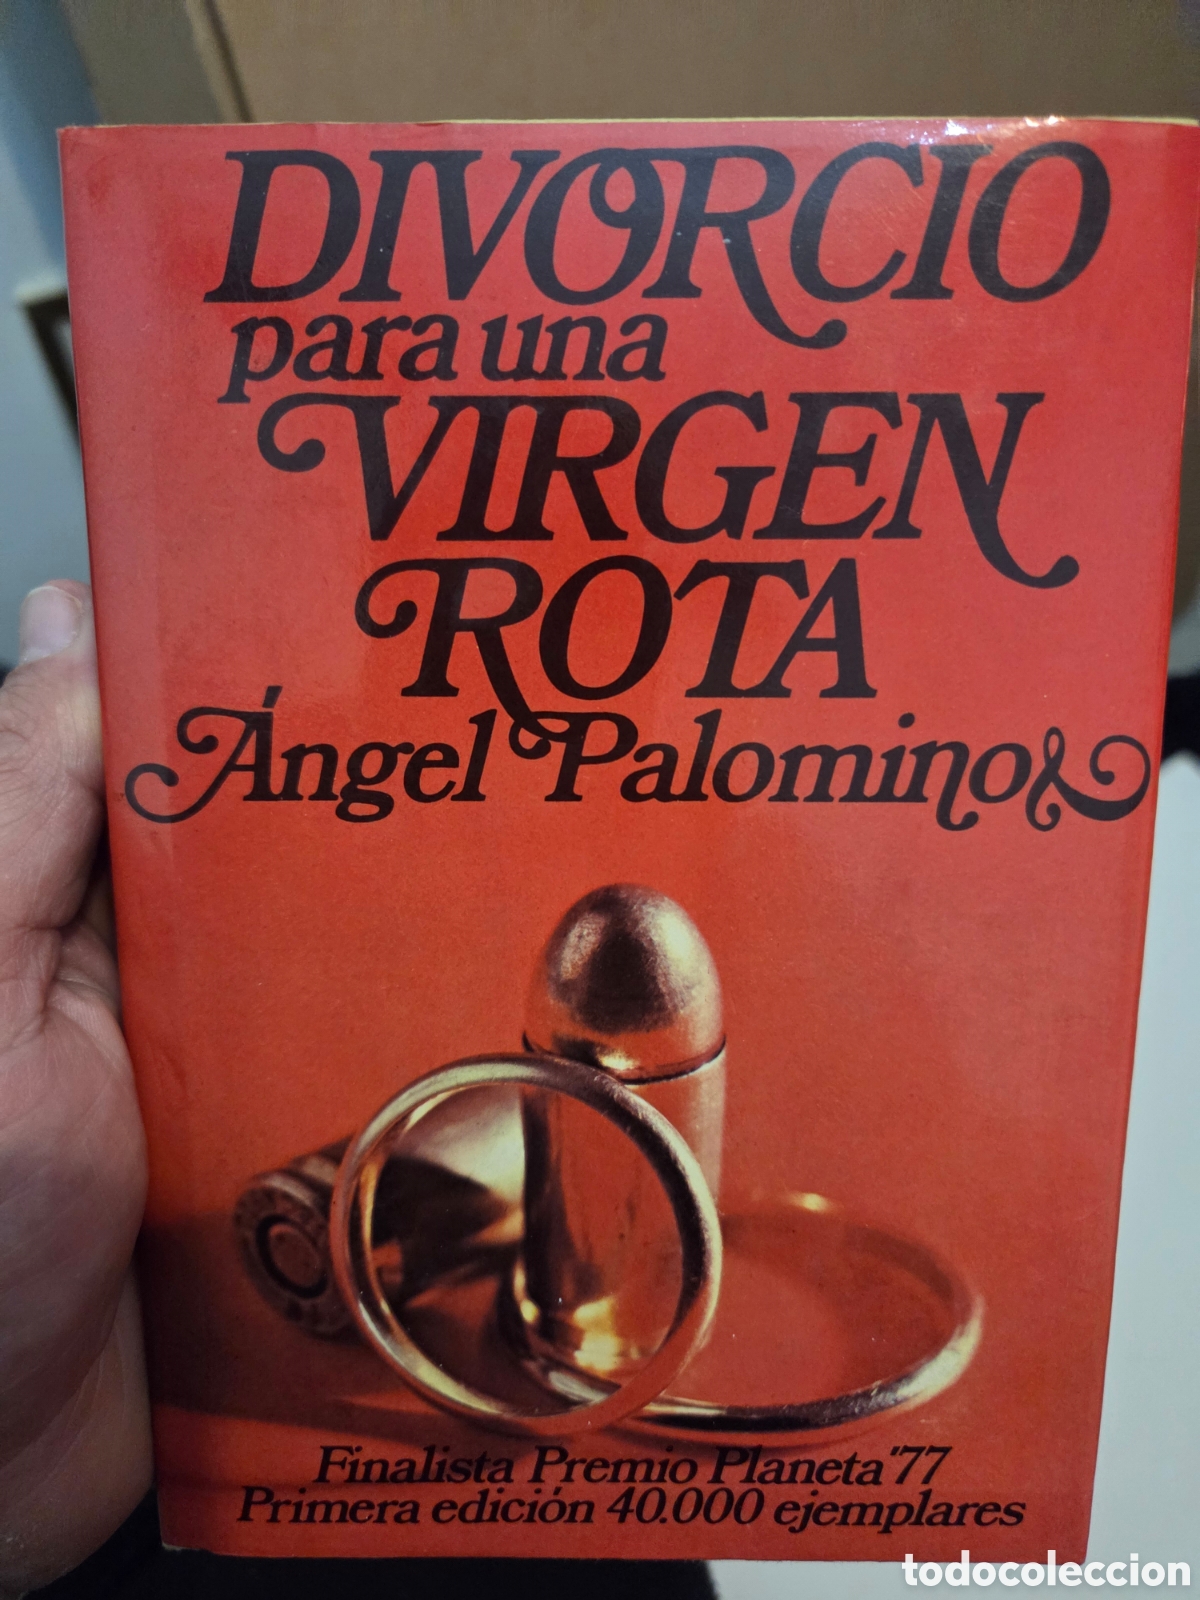 DIVORCIO
para una
VIRGEN
ROTA
Ángel Palomino
Finalista Premio Planeta '77
Primera edición 40.000 ejemplares
todocoleccion